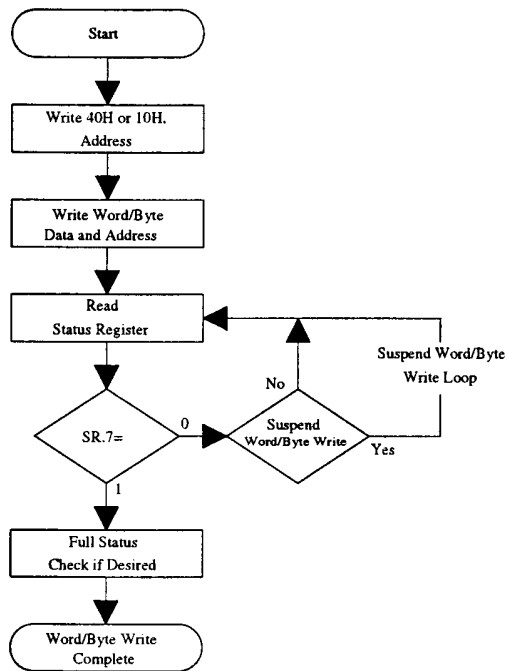 Start
Write 40H or 10H,
Address
Write Word/Byte
Data and Address
Read
Status Register
Suspend Word/Byte
Write Loop
No
SR.7=
0
Suspend
Word/Byte Write
Yes
1
Full Status
Check if Desired
Word/Byte Write
Complete